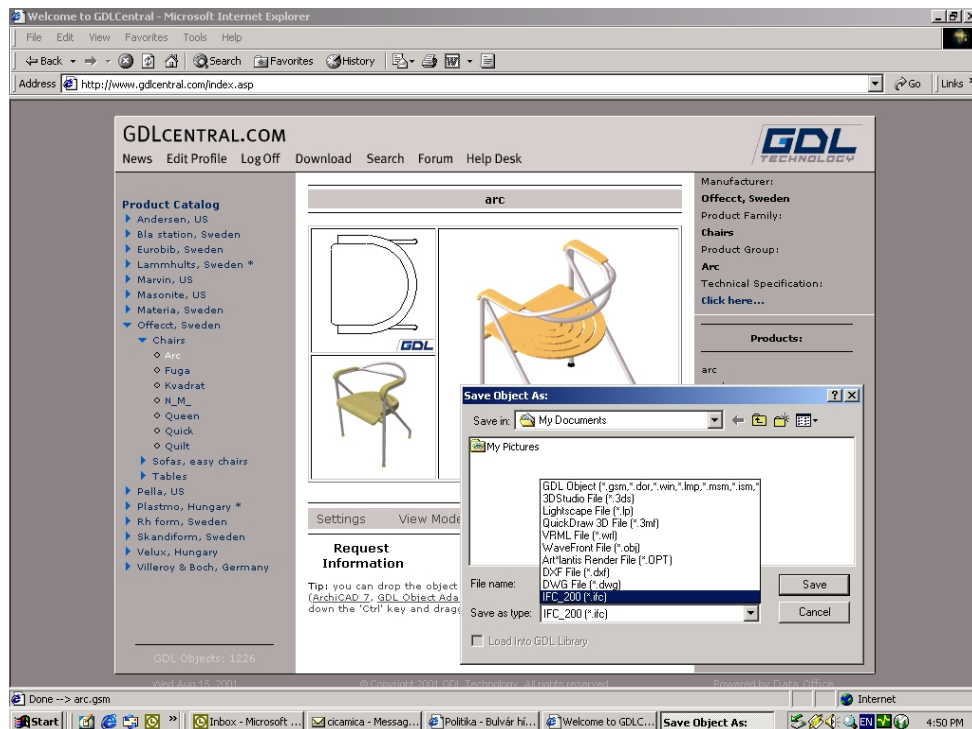 Welcome to GDLCentral - Microsoft Internet Explorer
File Edit View Favorites Tools Help
Back Search Favorites History
Address http://www.gdlcentral.com/index.asp Go Links
GDLCENTRAL.COM
News Edit Profile Log Off Download Search Forum Help Desk
GDL
TECHNOLOGY
Product Catalog
Andersen, US
Bla station, Sweden
Eurobib, Sweden
Lammhults, Sweden *
Marvin, US
Masonite, US
Materia, Sweden
Offecct, Sweden
Chairs
Arc
Fuga
Kvadrat
N_M_
Queen
Quick
Quilt
Sofas, easy chairs
Tables
Pella, US
Plastmo, Hungary *
Rh form, Sweden
Skandiform, Sweden
Velux, Hungary
Villeroy & Boch, Germany
GDL Objects: 1226
arc
GDL
Settings View Mode
Request
Information
Tip: you can drop the object
(ArchiCAD 7, GDL Object Ada
down the 'Ctrl' key and drag
Manufacturer:
Offecct, Sweden
Product Family:
Chairs
Product Group:
Arc
Technical Specification:
Click here...
Products:
arc
Save Object As:
Save in: My Documents
My Pictures
GDL Object (*.gsm,*.dor,*.win,*.lmp,*.msm,*.ism,*
3DStudio File (*.3ds)
Lightscape File (*.lp)
QuickDraw 3D File (*.3mf)
VRML File (*.wrl)
WaveFront File (*.obj)
Art*lantis Render File (*.OPT)
DXF File (*.dxf)
DWG File (*.dwg)
IFC_200 (*.ifc)
File name: Save
Save as type: IFC_200 (*.ifc) Cancel
Load Into GDL Library
Wed Aug 15, 2001 © Copyright 2001 GDL Technology. All rights reserved Powered by Data Office
Done --> arc.gsm Internet
Start Inbox - Microsoft ... cicamica - Messag... Politika - Bulvár hí... Welcome to GDLC... Save Object As: EN 4:50 PM